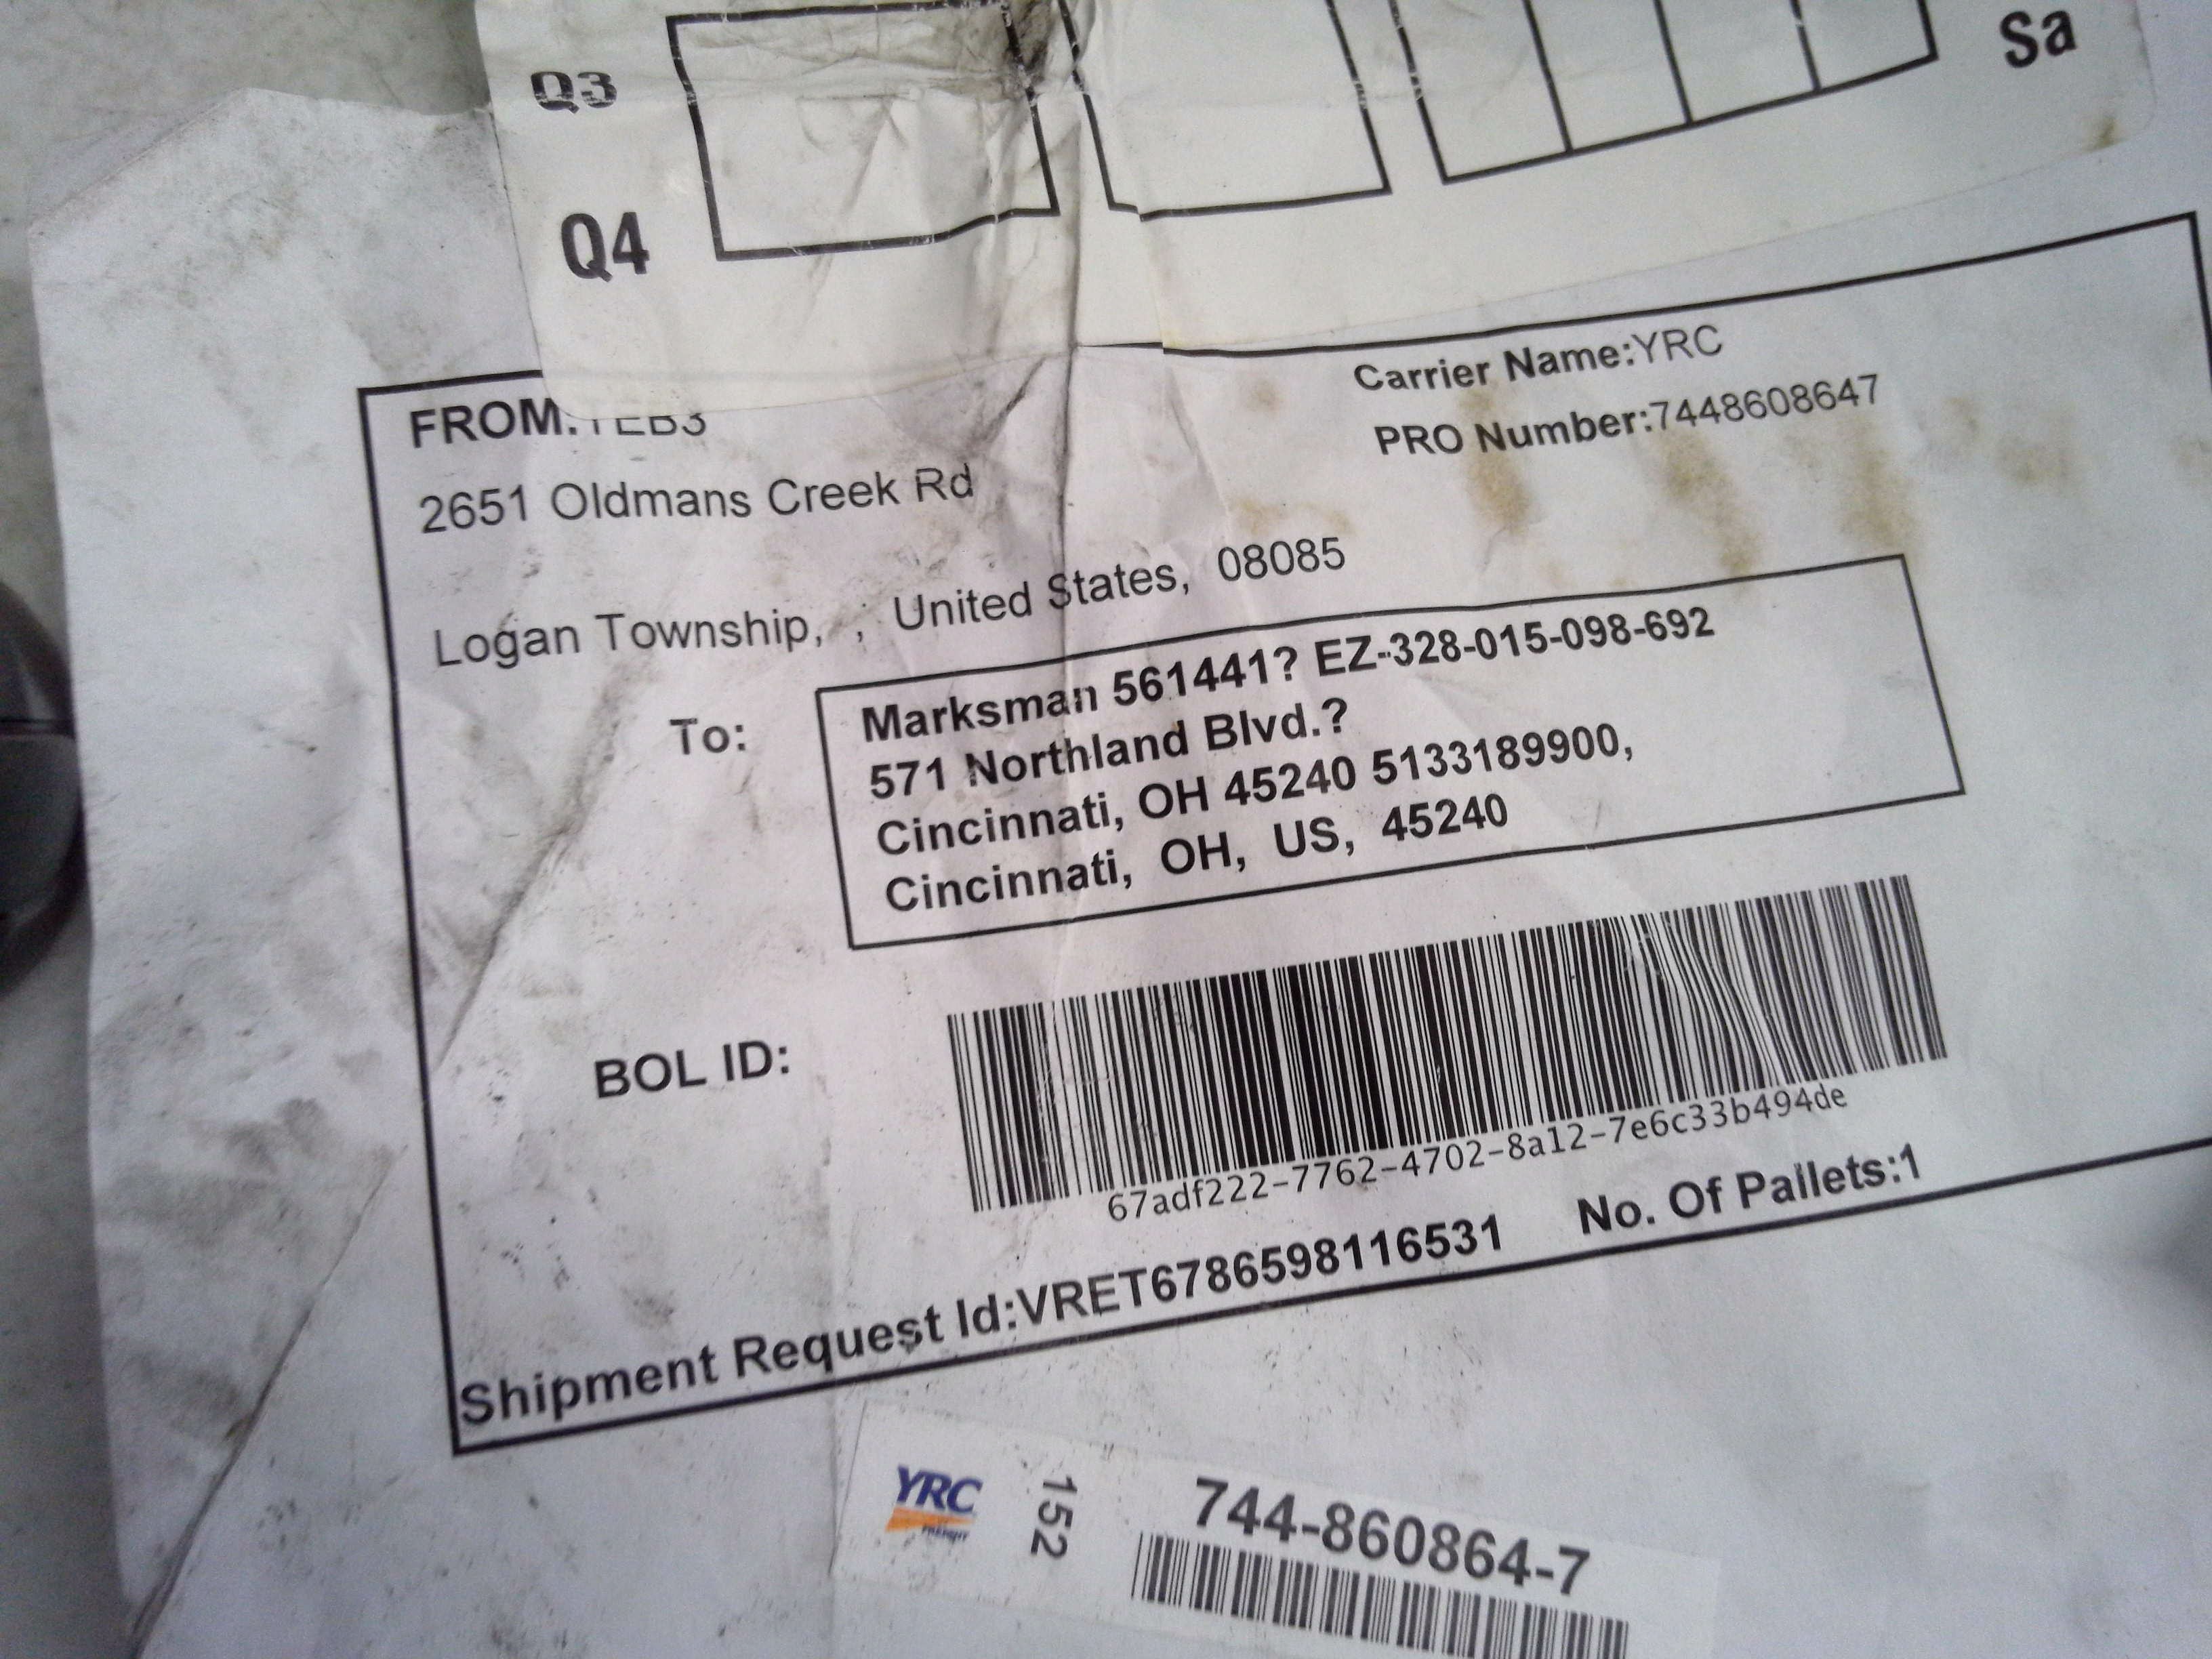 Q3
Sa
Q4
FROM:TEB3
Carrier Name:YRC
PRO Number:7448608647
2651 Oldmans Creek Rd
Logan Township, , United States, 08085
To:
Marksman 561441? EZ-328-015-098-692
571 Northland Blvd.?
Cincinnati, OH 45240 5133189900,
Cincinnati, OH, US, 45240
BOL ID:
67adf222-7762-4702-8a12-7e6c33b494de
Shipment Request Id:VRET6786598116531 No. Of Pallets:1
YRC
FREIGHT
152
744-860864-7